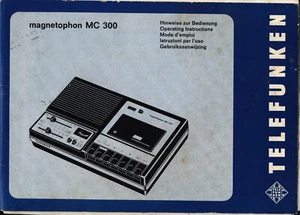 magnetophon MC 300
Hinweise zur Bedienung
Operating Instructions
Mode d'emploi
Istruzioni per l'uso
Gebruiksaanwijzing
TELEFUNKEN